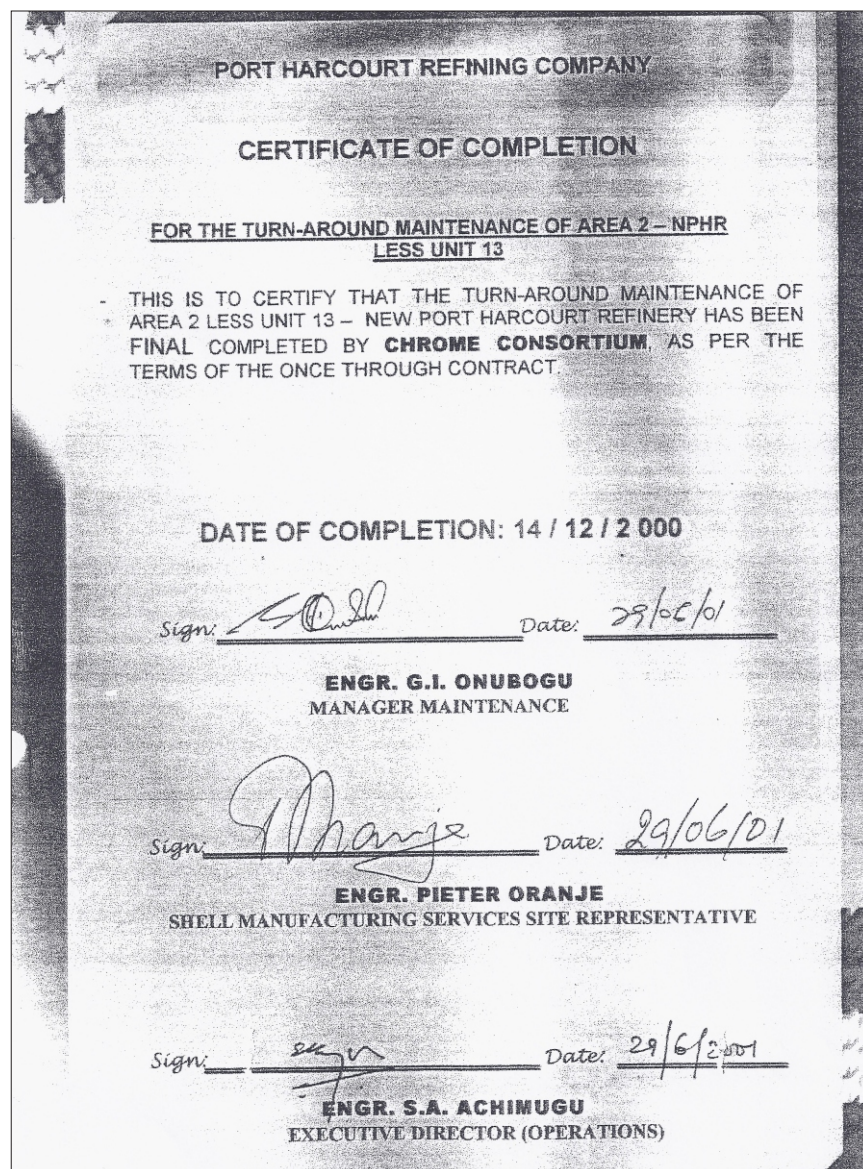 PORT HARCOURT REFINING COMPANY
CERTIFICATE OF COMPLETION
FOR THE TURN-AROUND MAINTENANCE OF AREA 2 – NPHR
LESS UNIT 13
- THIS IS TO CERTIFY THAT THE TURN-AROUND MAINTENANCE OF
AREA 2 LESS UNIT 13 – NEW PORT HARCOURT REFINERY HAS BEEN
FINAL COMPLETED BY CHROME CONSORTIUM, AS PER THE
TERMS OF THE ONCE THROUGH CONTRACT.
DATE OF COMPLETION: 14 / 12 / 2 000
Sign: Date: 29/06/01
ENGR. G.I. ONUBOGU
MANAGER MAINTENANCE
Sign: Date: 29/06/01
ENGR. PIETER ORANJE
SHELL MANUFACTURING SERVICES SITE REPRESENTATIVE
Sign: Date: 29/6/2001
ENGR. S.A. ACHIMUGU
EXECUTIVE DIRECTOR (OPERATIONS)